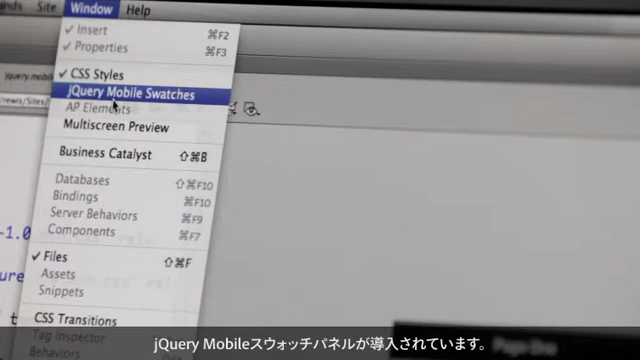 Site Window Help
✓ Insert ⌘F2
✓ Properties ⌘F3
✓ CSS Styles
jQuery Mobile Swatches
AP Elements
Multiscreen Preview
Business Catalyst ⇧⌘B
Databases ⇧⌘F10
Bindings ⌘F10
Server Behaviors ⌘F9
Components ⌘F7
✓ Files ⇧⌘F
Assets
Snippets
CSS Transitions
Tag Inspector
Behaviors
jquery.mobi
rewis/Sites/
-1.0
ure
t
jQuery Mobileスウォッチパネルが導入されています。